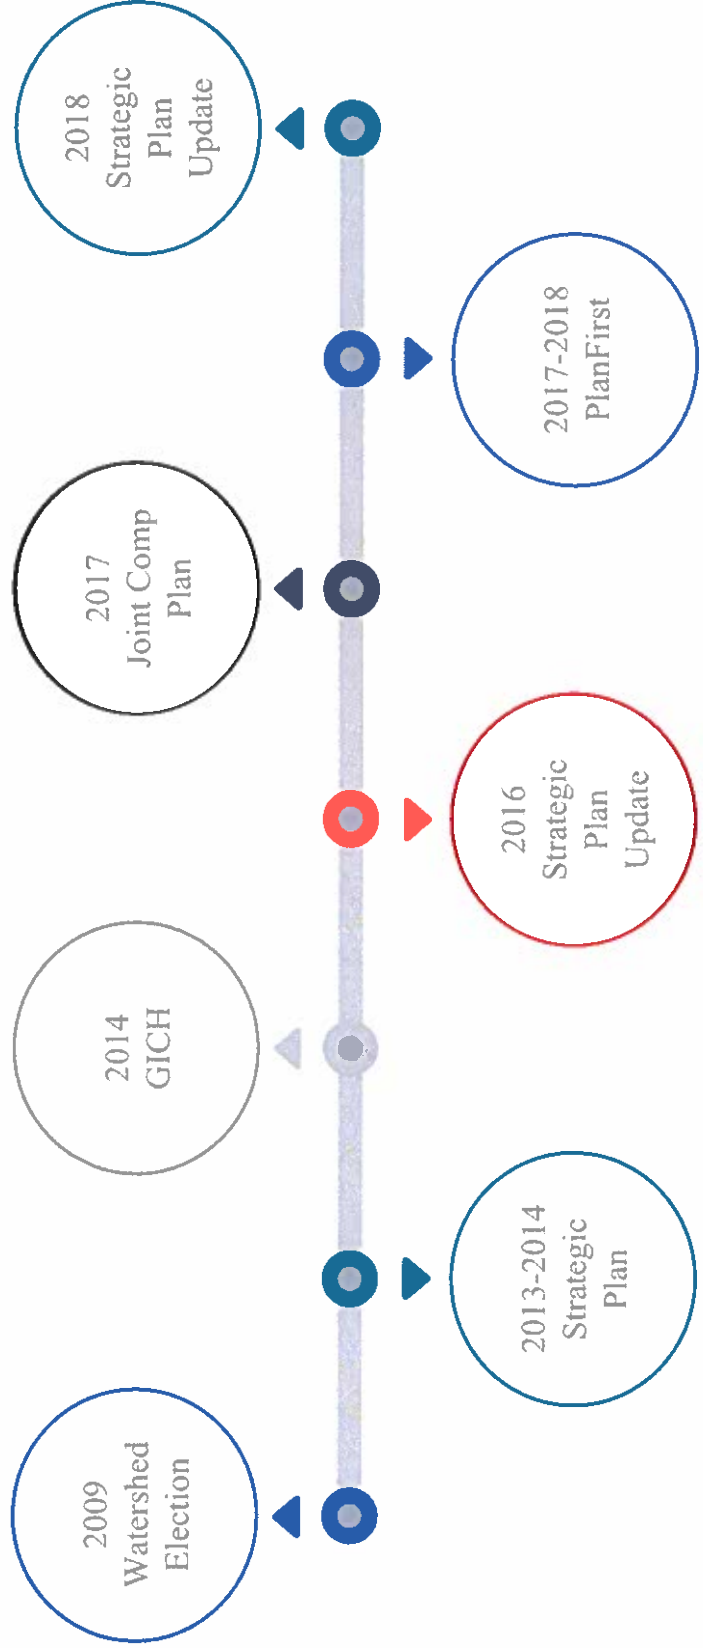 2009
Watershed
Election
2013-2014
Strategic
Plan
2014
GICH
2016
Strategic
Plan
Update
2017
Joint Comp
Plan
2017-2018
PlanFirst
2018
Strategic
Plan
Update